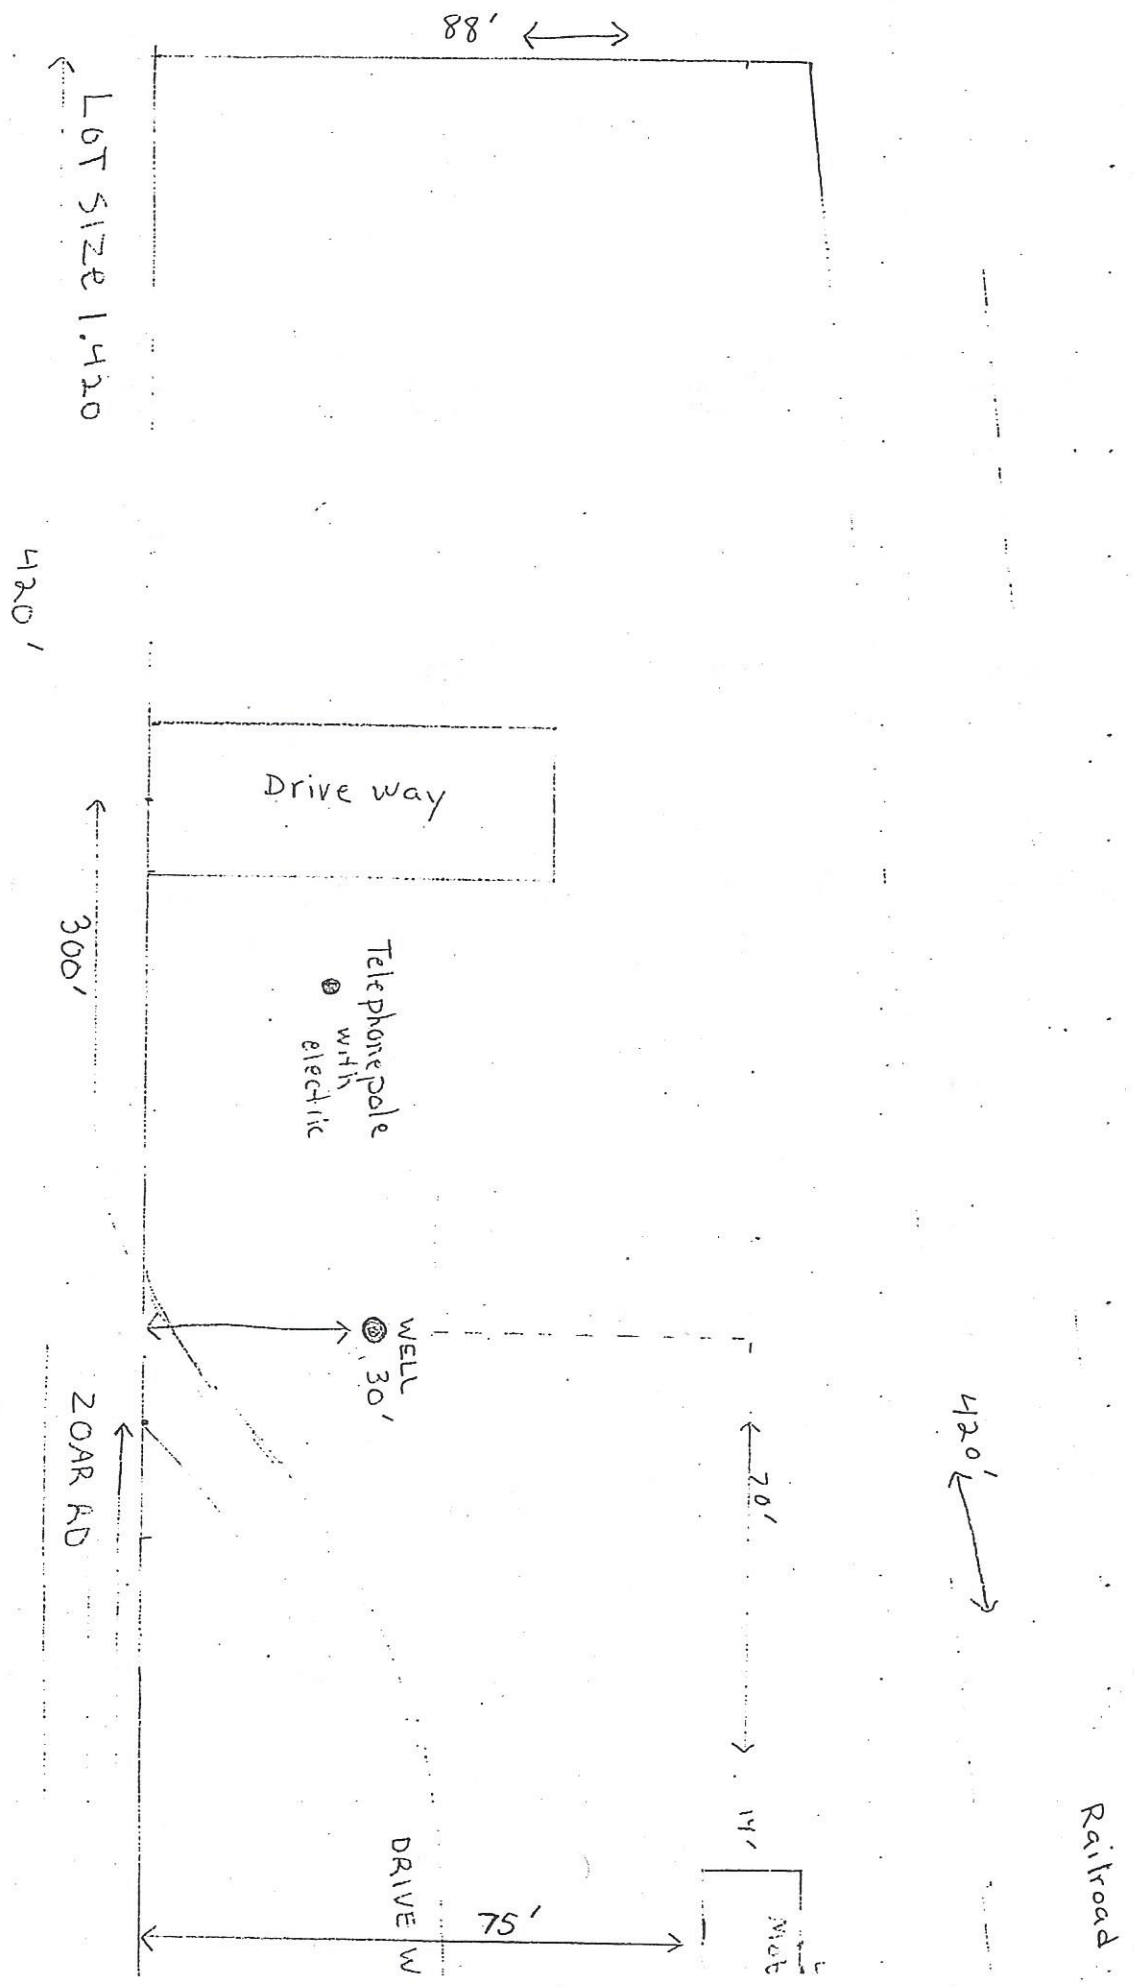 88'
LOT SIZE 1.420
420'
Drive way
300'
Telephone pole
with
electric
WELL
30'
ZOAR RD
70'
420'
14'
75'
DRIVE W
Railroad